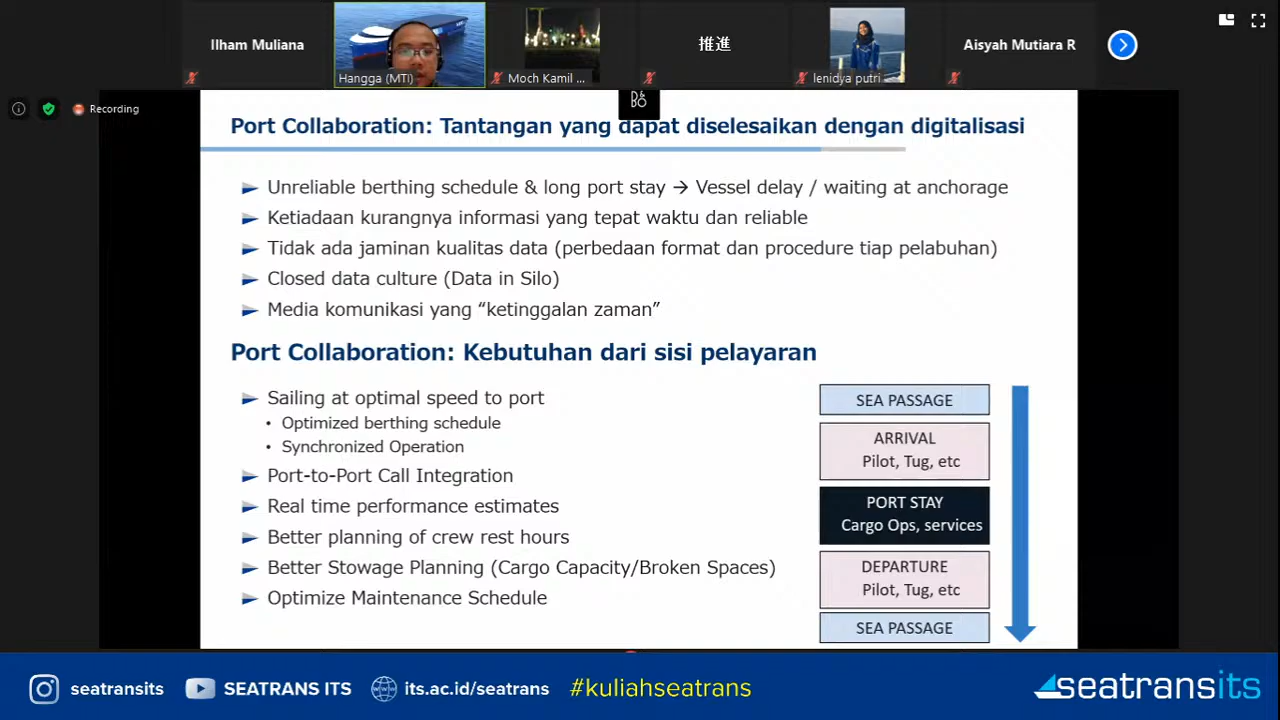 Ilham Muliana
Hangga (MTI)
Moch Kamil ...
推進
lenidya putri
Aisyah Mutiara R
Recording
Port Collaboration: Tantangan yang dapat diselesaikan dengan digitalisasi
Unreliable berthing schedule & long port stay → Vessel delay / waiting at anchorage
Ketiadaan kurangnya informasi yang tepat waktu dan reliable
Tidak ada jaminan kualitas data (perbedaan format dan procedure tiap pelabuhan)
Closed data culture (Data in Silo)
Media komunikasi yang “ketinggalan zaman”
Port Collaboration: Kebutuhan dari sisi pelayaran
Sailing at optimal speed to port
• Optimized berthing schedule
• Synchronized Operation
Port-to-Port Call Integration
Real time performance estimates
Better planning of crew rest hours
Better Stowage Planning (Cargo Capacity/Broken Spaces)
Optimize Maintenance Schedule
SEA PASSAGE
ARRIVAL
Pilot, Tug, etc
PORT STAY
Cargo Ops, services
DEPARTURE
Pilot, Tug, etc
SEA PASSAGE
seatransits
SEATRANS ITS
its.ac.id/seatrans
#kuliahseatrans
seatransits